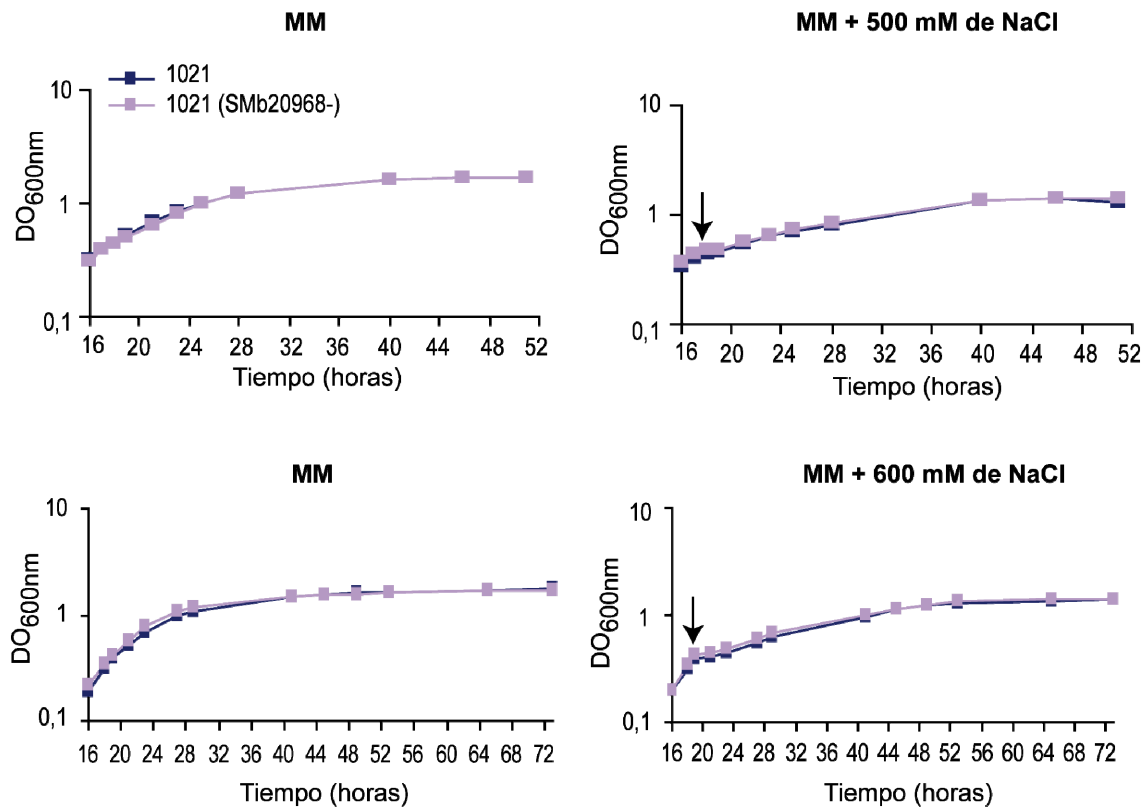 MM
1021
1021 (SMb20968-)
10
1
0,1
DO600nm
16 20 24 28 32 36 40 44 48 52
Tiempo (horas)
MM + 500 mM de NaCl
10
1
0,1
DO600nm
16 20 24 28 32 36 40 44 48 52
Tiempo (horas)
MM
10
1
0,1
DO600nm
16 20 24 28 32 36 40 44 48 52 56 60 64 68 72
Tiempo (horas)
MM + 600 mM de NaCl
10
1
0,1
DO600nm
16 20 24 28 32 36 40 44 48 52 56 60 64 68 72
Tiempo (horas)